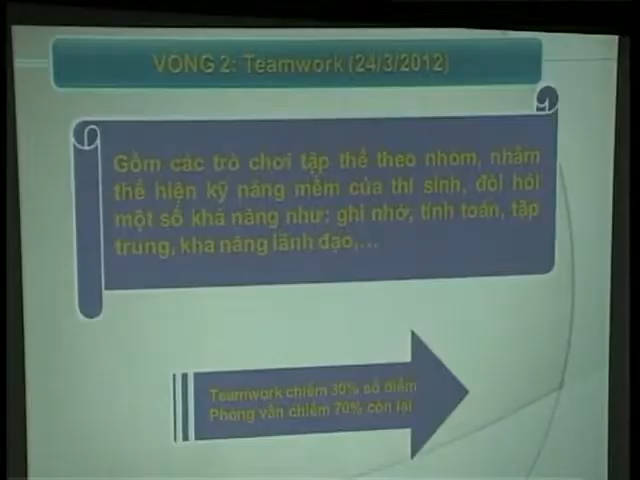 VÒNG 2: Teamwork (24/3/2012)
Gồm các trò chơi tập thể theo nhóm, nhằm
thể hiện kỹ năng mềm của thí sinh, đòi hỏi
một số khả năng như: ghi nhớ, tính toán, tập
trung, khả năng lãnh đạo,...
Teamwork chiếm 30% số điểm
Phỏng vấn chiếm 70% còn lại